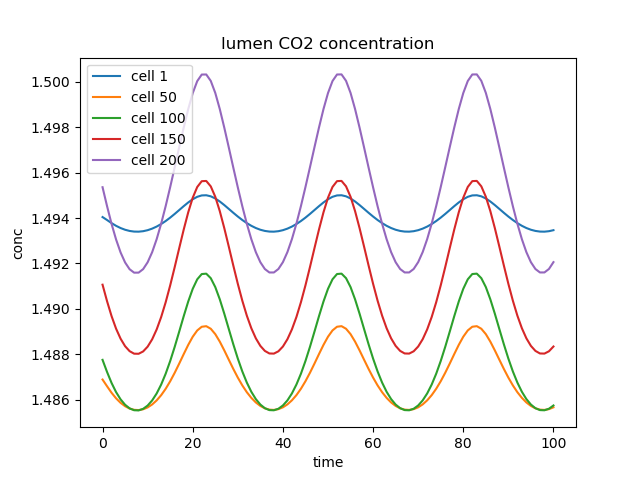 lumen CO2 concentration
cell 1
cell 50
cell 100
cell 150
cell 200
1.500
1.498
1.496
1.494
1.492
1.490
1.488
1.486
conc
0
20
40
60
80
100
time